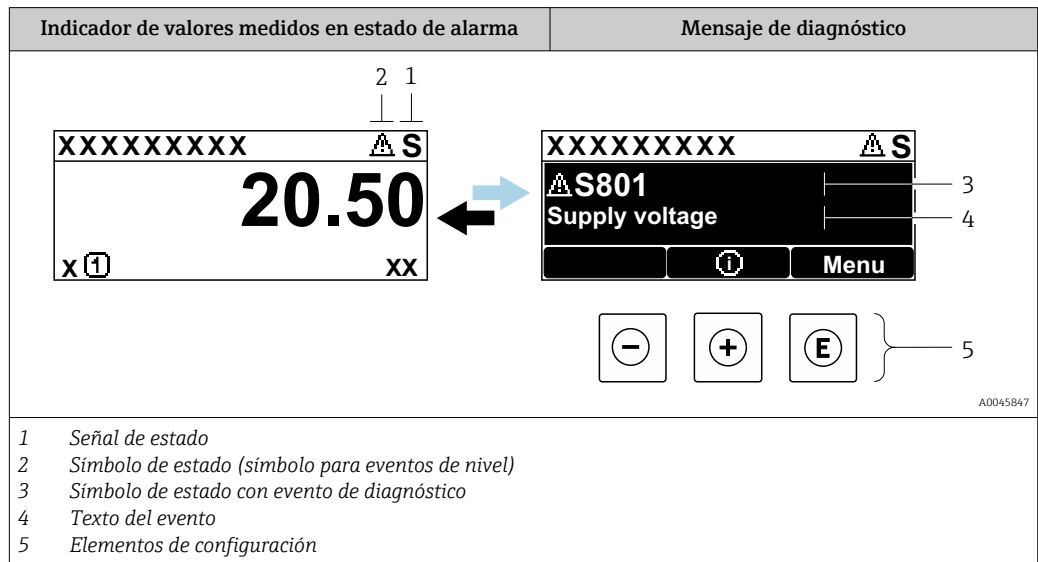 Indicador de valores medidos en estado de alarma
Mensaje de diagnóstico
2 1
XXXXXXXXX ⚠ S
20.50
X 1 XX
XXXXXXXXX ⚠ S
⚠S801
3
Supply voltage
4
i Menu
− + E
5
A0045847
1 Señal de estado
2 Símbolo de estado (símbolo para eventos de nivel)
3 Símbolo de estado con evento de diagnóstico
4 Texto del evento
5 Elementos de configuración